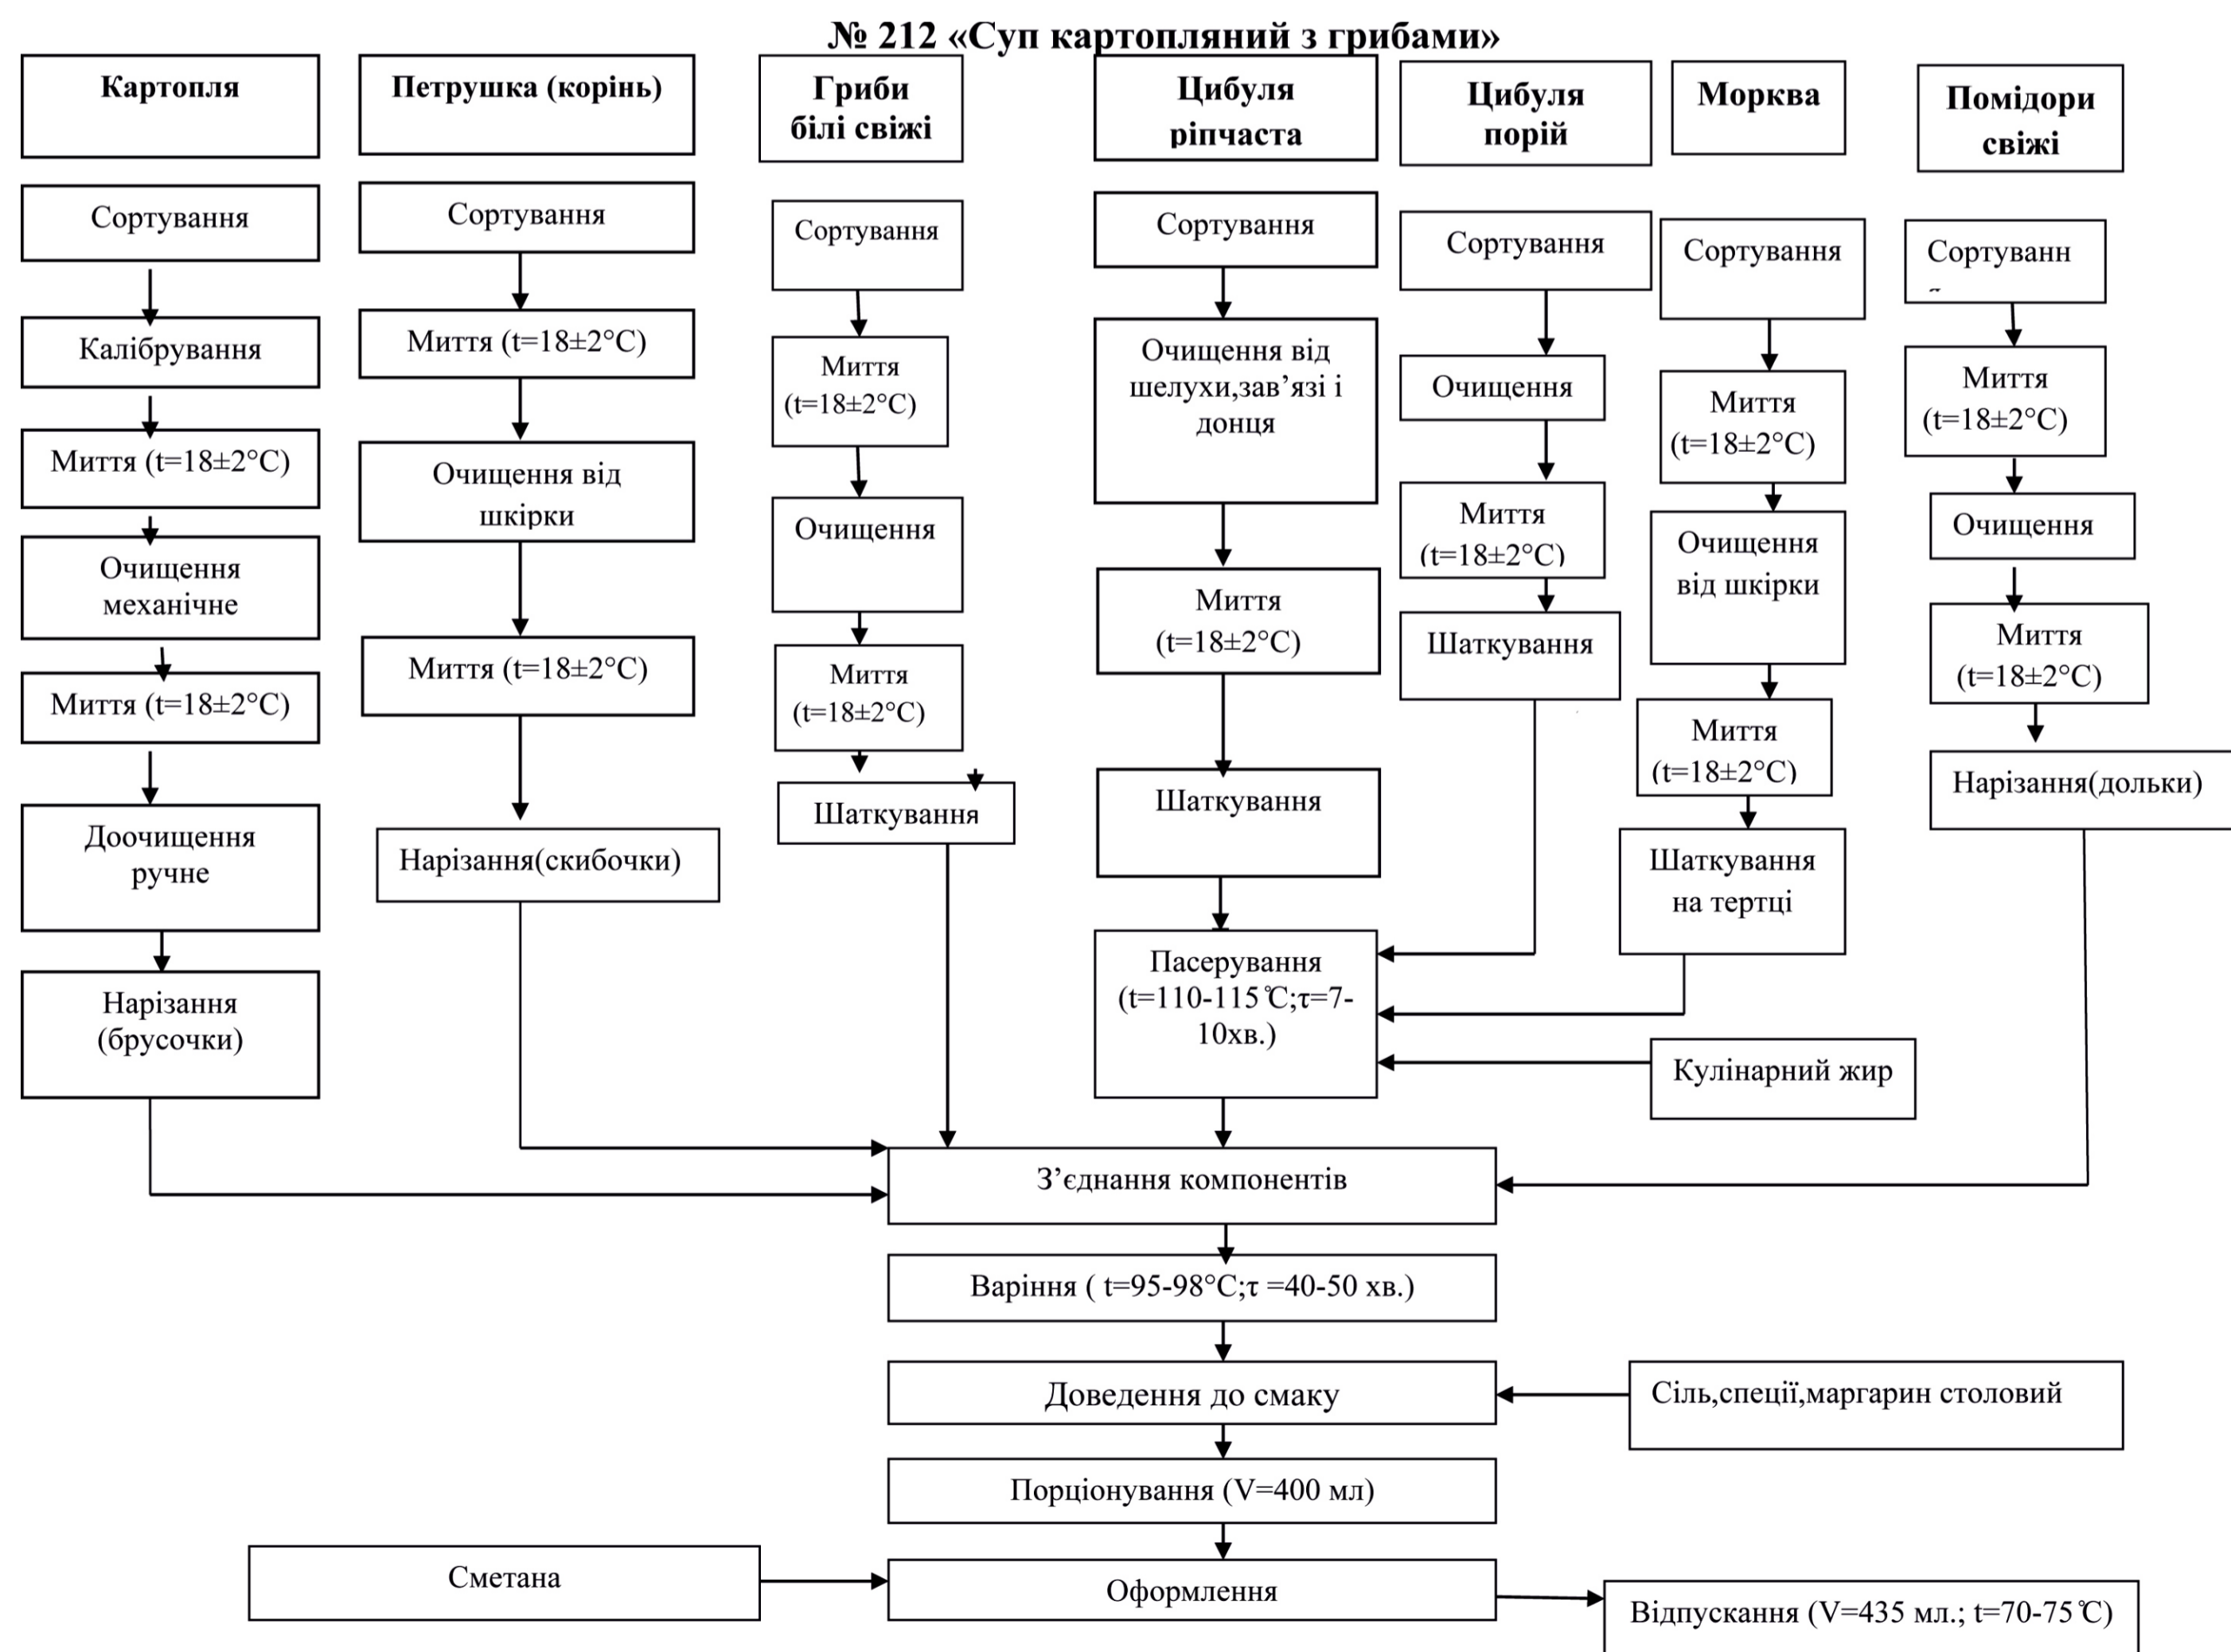 № 212 «Суп картопляний з грибами»
Картопля
Сортування
Калібрування
Миття (t=18±2°C)
Очищення
механічне
Миття (t=18±2°C)
Доочищення
ручне
Нарізання
(брусочки)
Петрушка (корінь)
Сортування
Миття (t=18±2°C)
Очищення від
шкірки
Миття (t=18±2°C)
Нарізання(скибочки)
Гриби
білі свіжі
Сортування
Миття
(t=18±2°C)
Очищення
Миття
(t=18±2°C)
Шаткування
Цибуля
ріпчаста
Сортування
Очищення від
шелухи,зав’язі і
донця
Миття
(t=18±2°C)
Шаткування
Пасерування
(t=110-115℃;τ=7-
10хв.)
Цибуля
порій
Сортування
Очищення
Миття
(t=18±2°C)
Шаткування
Морква
Сортування
Миття
(t=18±2°C)
Очищення
від шкірки
Миття
(t=18±2°C)
Шаткування
на тертці
Кулінарний жир
Помідори
свіжі
Сортуванн
Миття
(t=18±2°C)
Очищення
Миття
(t=18±2°C)
Нарізання(дольки)
З’єднання компонентів
Варіння ( t=95-98°C;τ =40-50 хв.)
Доведення до смаку
Сіль,спеції,маргарин столовий
Порціонування (V=400 мл)
Сметана
Оформлення
Відпускання (V=435 мл.; t=70-75℃)